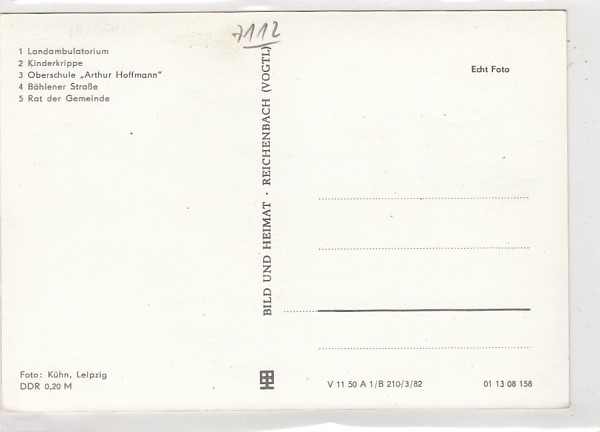 7112
1 Landambulatorium
2 Kinderkrippe
3 Oberschule „Arthur Hoffmann"
4 Böhlener Straße
5 Rat der Gemeinde
Echt Foto
BILD UND HEIMAT · REICHENBACH (VOGTL)
Foto: Kühn, Leipzig
DDR 0,20 M
V 11 50 A 1/B 210/3/82
01 13 08 158